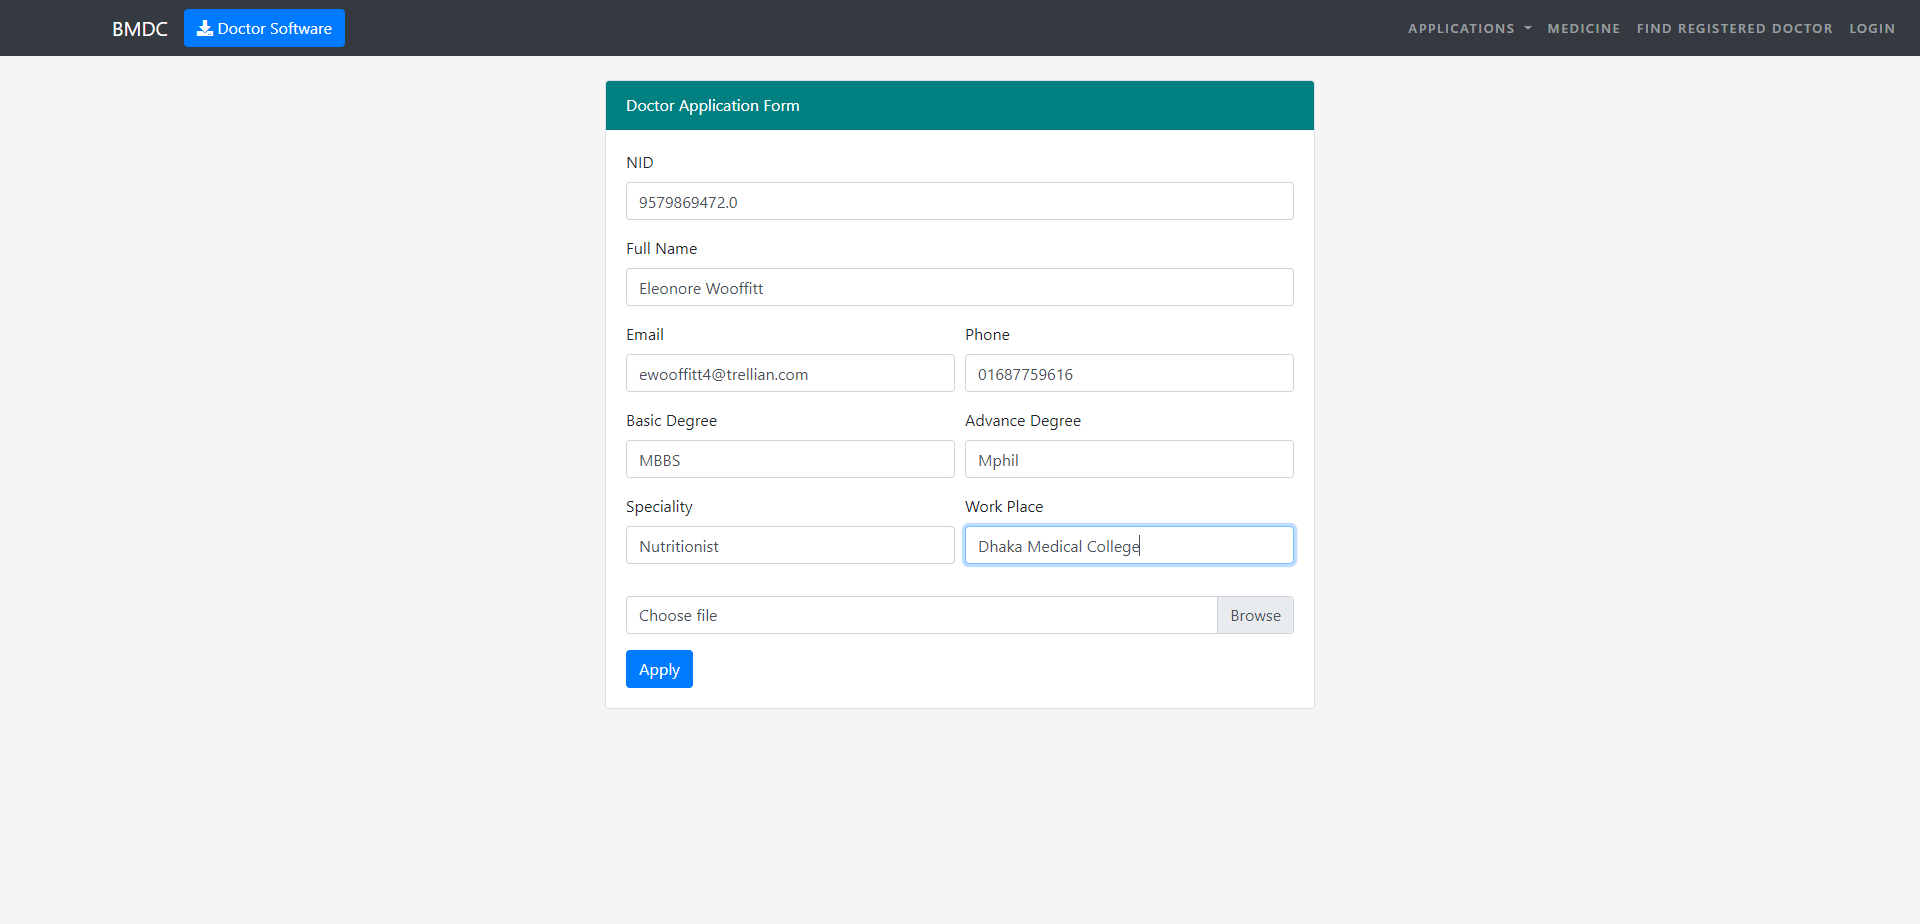 BMDC Doctor Software APPLICATIONS MEDICINE FIND REGISTERED DOCTOR LOGIN
Doctor Application Form
NID
9579869472.0
Full Name
Eleonore Wooffitt
Email Phone
ewooffitt4@trellian.com 01687759616
Basic Degree Advance Degree
MBBS Mphil
Speciality Work Place
Nutritionist Dhaka Medical College
Choose file Browse
Apply